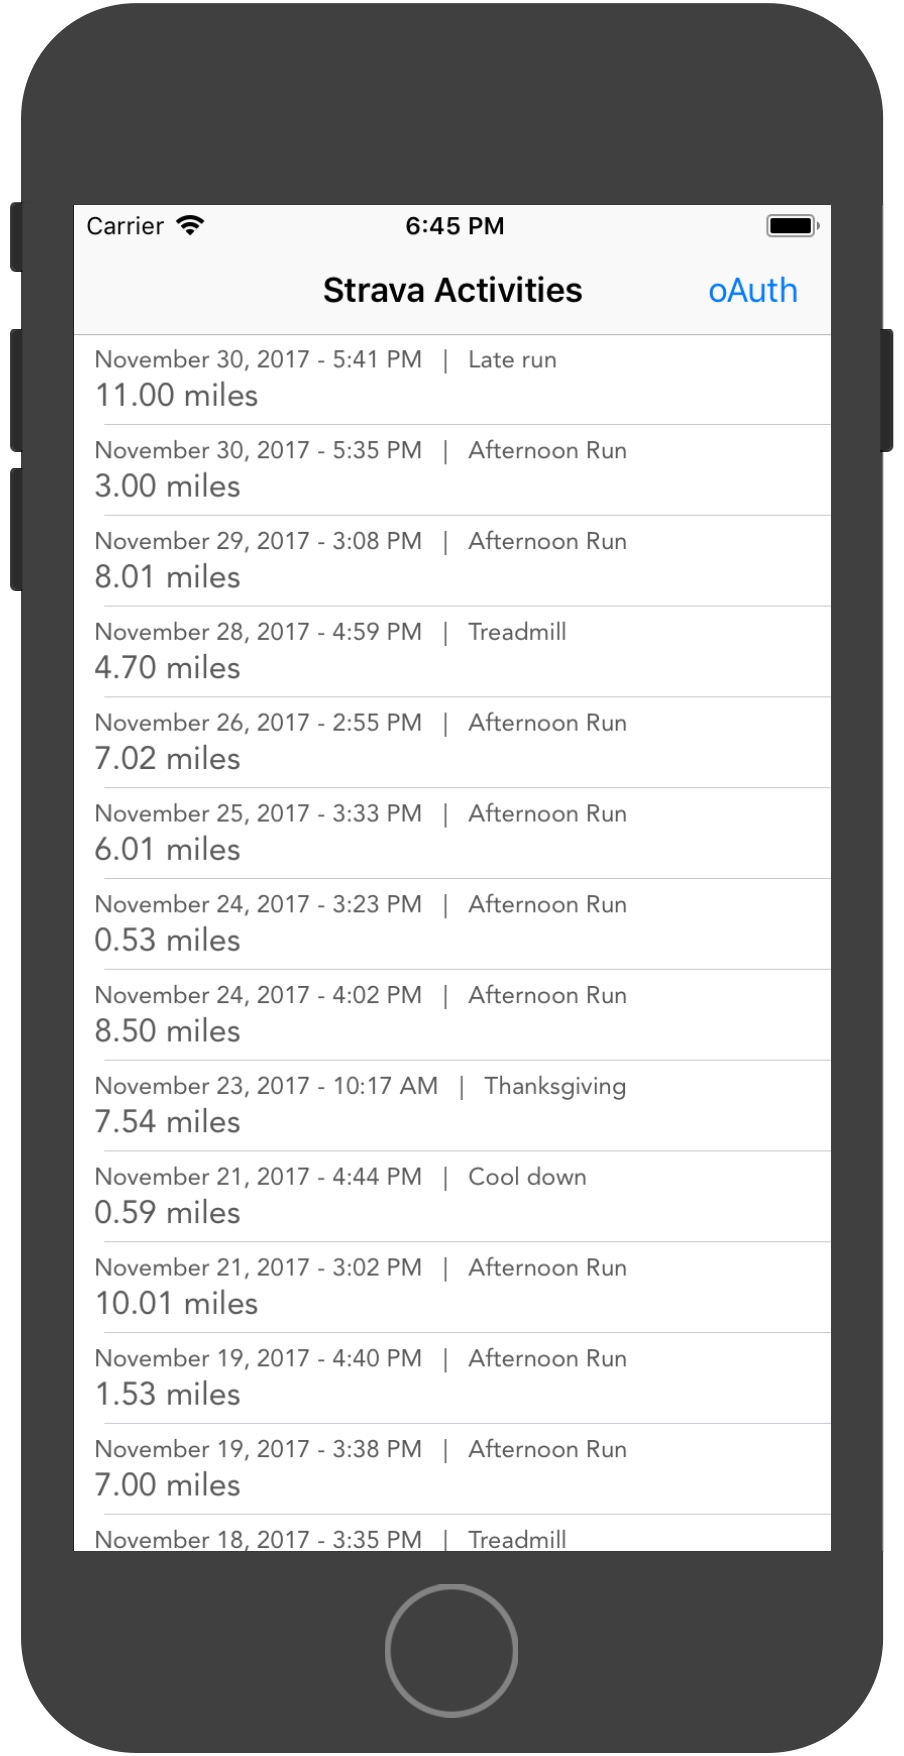 Carrier 6:45 PM
Strava Activities oAuth
November 30, 2017 - 5:41 PM | Late run
11.00 miles
November 30, 2017 - 5:35 PM | Afternoon Run
3.00 miles
November 29, 2017 - 3:08 PM | Afternoon Run
8.01 miles
November 28, 2017 - 4:59 PM | Treadmill
4.70 miles
November 26, 2017 - 2:55 PM | Afternoon Run
7.02 miles
November 25, 2017 - 3:33 PM | Afternoon Run
6.01 miles
November 24, 2017 - 3:23 PM | Afternoon Run
0.53 miles
November 24, 2017 - 4:02 PM | Afternoon Run
8.50 miles
November 23, 2017 - 10:17 AM | Thanksgiving
7.54 miles
November 21, 2017 - 4:44 PM | Cool down
0.59 miles
November 21, 2017 - 3:02 PM | Afternoon Run
10.01 miles
November 19, 2017 - 4:40 PM | Afternoon Run
1.53 miles
November 19, 2017 - 3:38 PM | Afternoon Run
7.00 miles
November 18, 2017 - 3:35 PM | Treadmill